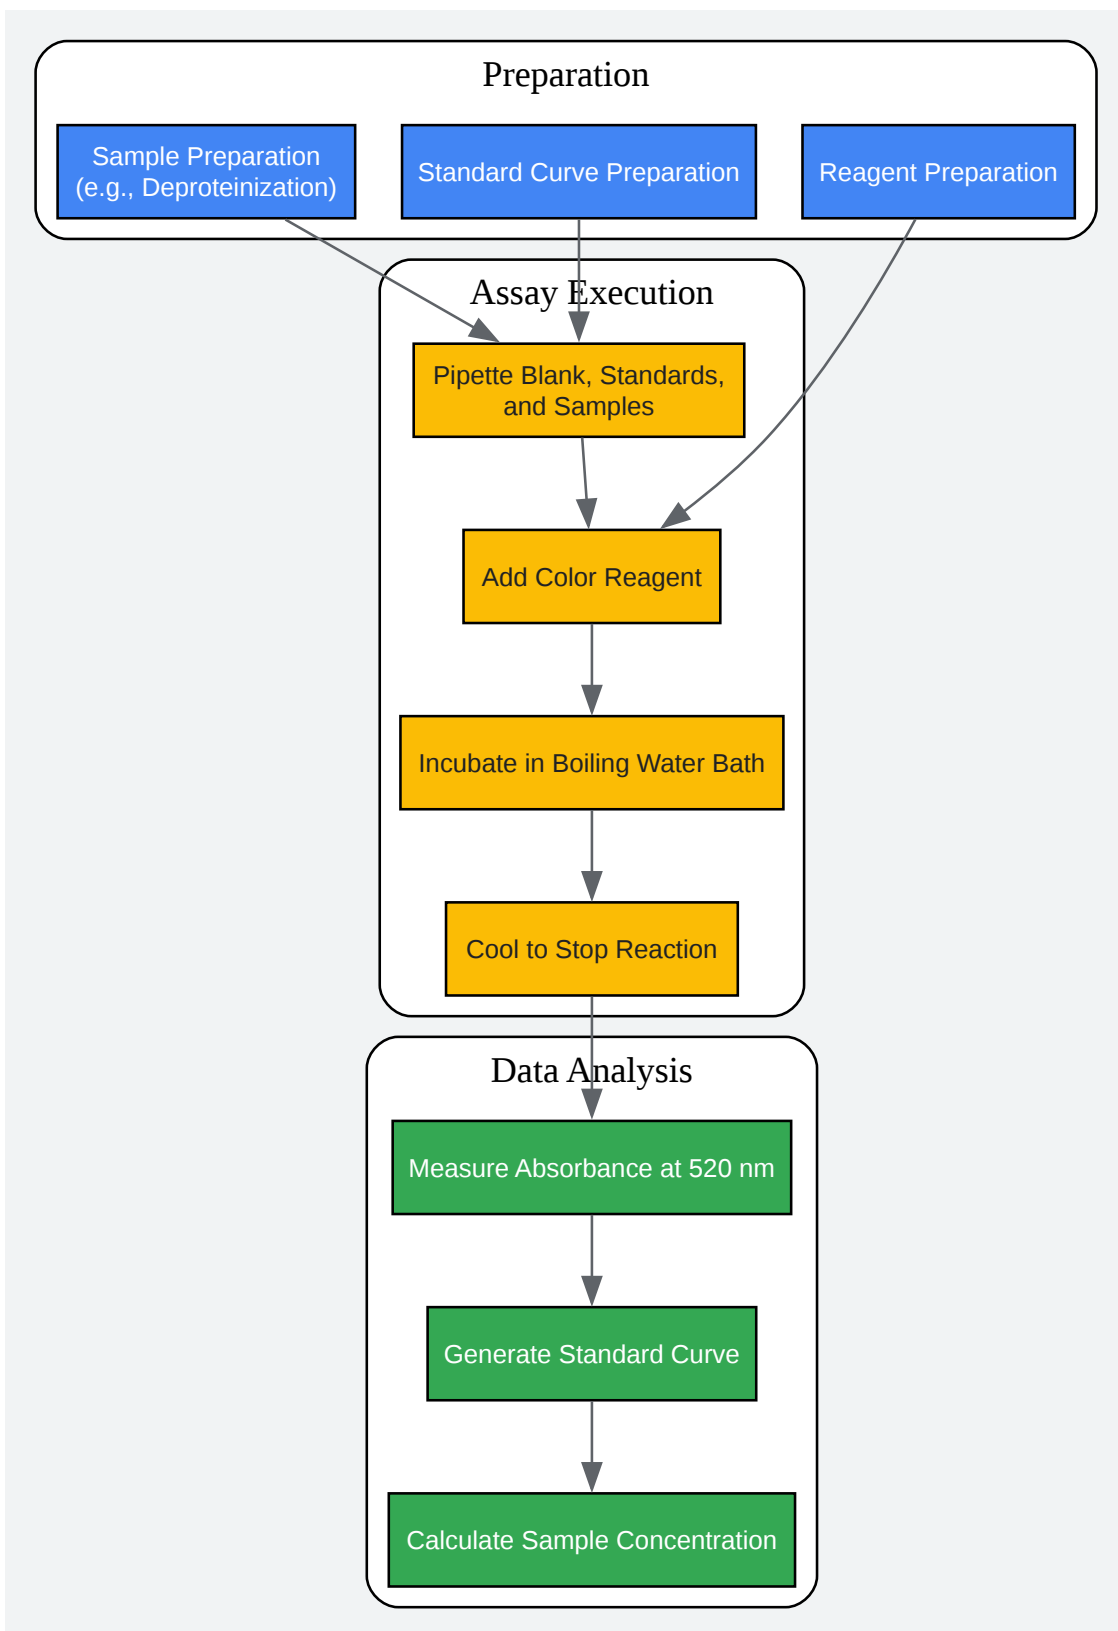 Preparation
Sample Preparation
(e.g., Deproteinization)
Standard Curve Preparation
Reagent Preparation
Assay Execution
Pipette Blank, Standards,
and Samples
Add Color Reagent
Incubate in Boiling Water Bath
Cool to Stop Reaction
Data Analysis
Measure Absorbance at 520 nm
Generate Standard Curve
Calculate Sample Concentration